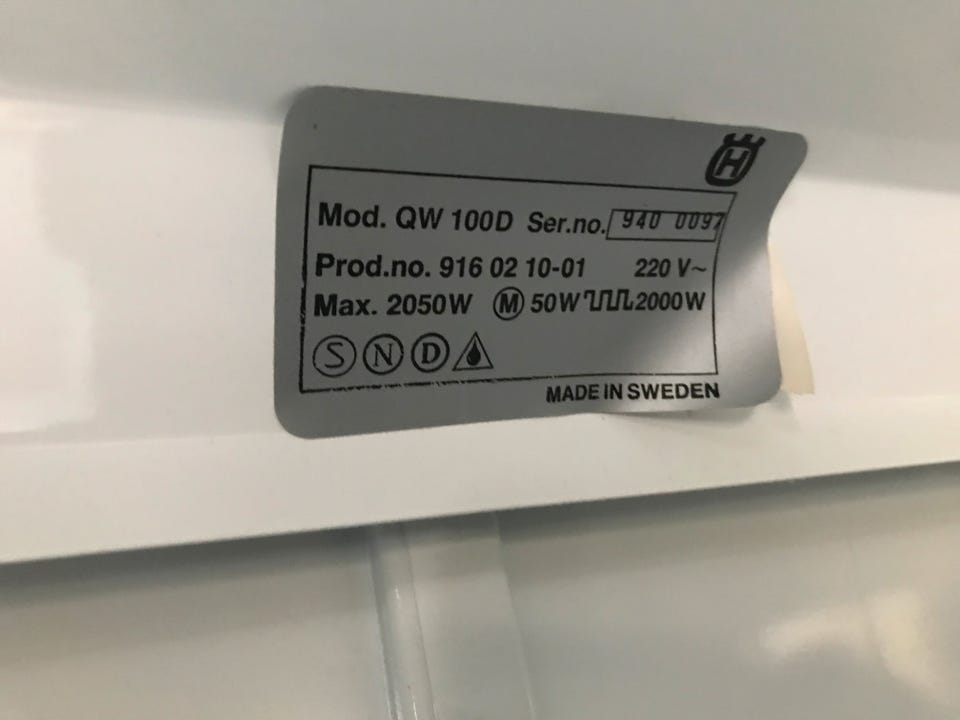 H
Mod. QW 100D Ser.no. 940 0097
Prod.no. 916 02 10-01 220 V~
Max. 2050W M 50W 2000W
S N D
MADE IN SWEDEN